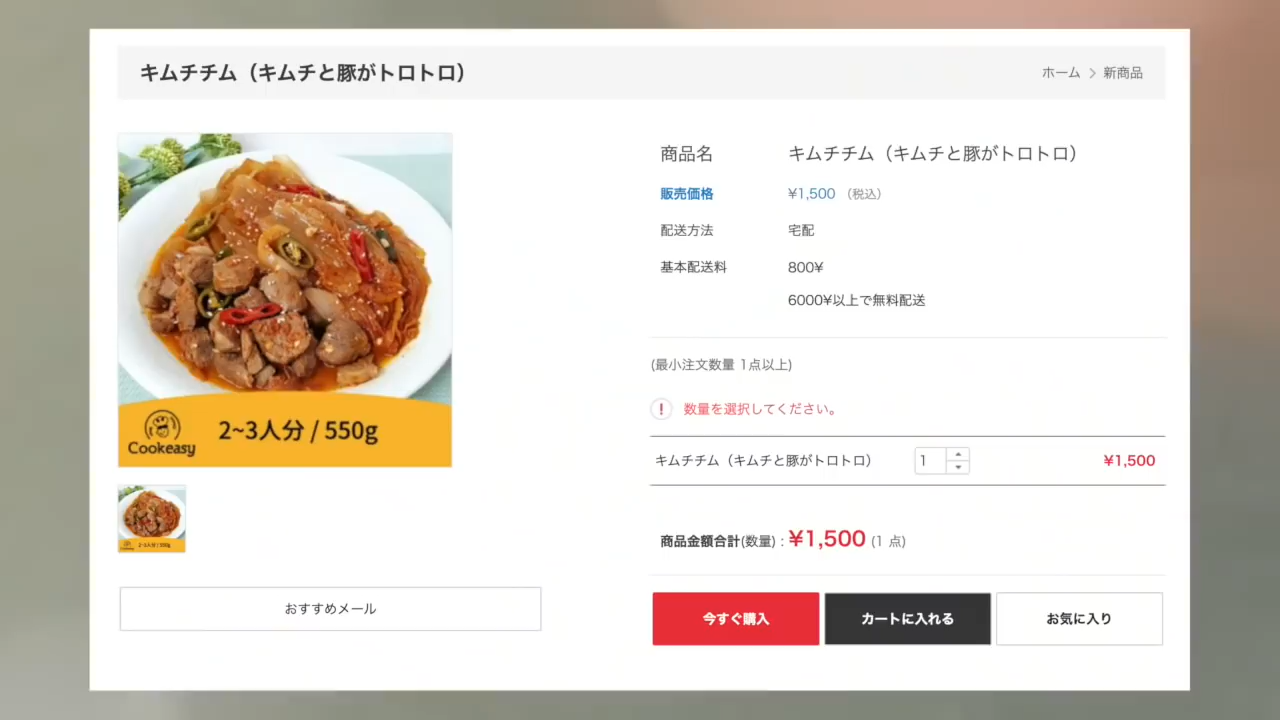 キムチチム（キムチと豚がトロトロ）
ホーム > 新商品
Cookeasy
2~3人分 / 550g
2~3人分 / 550g
おすすめメール
商品名 キムチチム（キムチと豚がトロトロ）
販売価格 ¥1,500 （税込）
配送方法 宅配
基本配送料 800¥
6000¥以上で無料配送
(最小注文数量 1点以上)
! 数量を選択してください。
キムチチム（キムチと豚がトロトロ） 1 ¥1,500
商品金額合計(数量) : ¥1,500 (1 点)
今すぐ購入 カートに入れる お気に入り